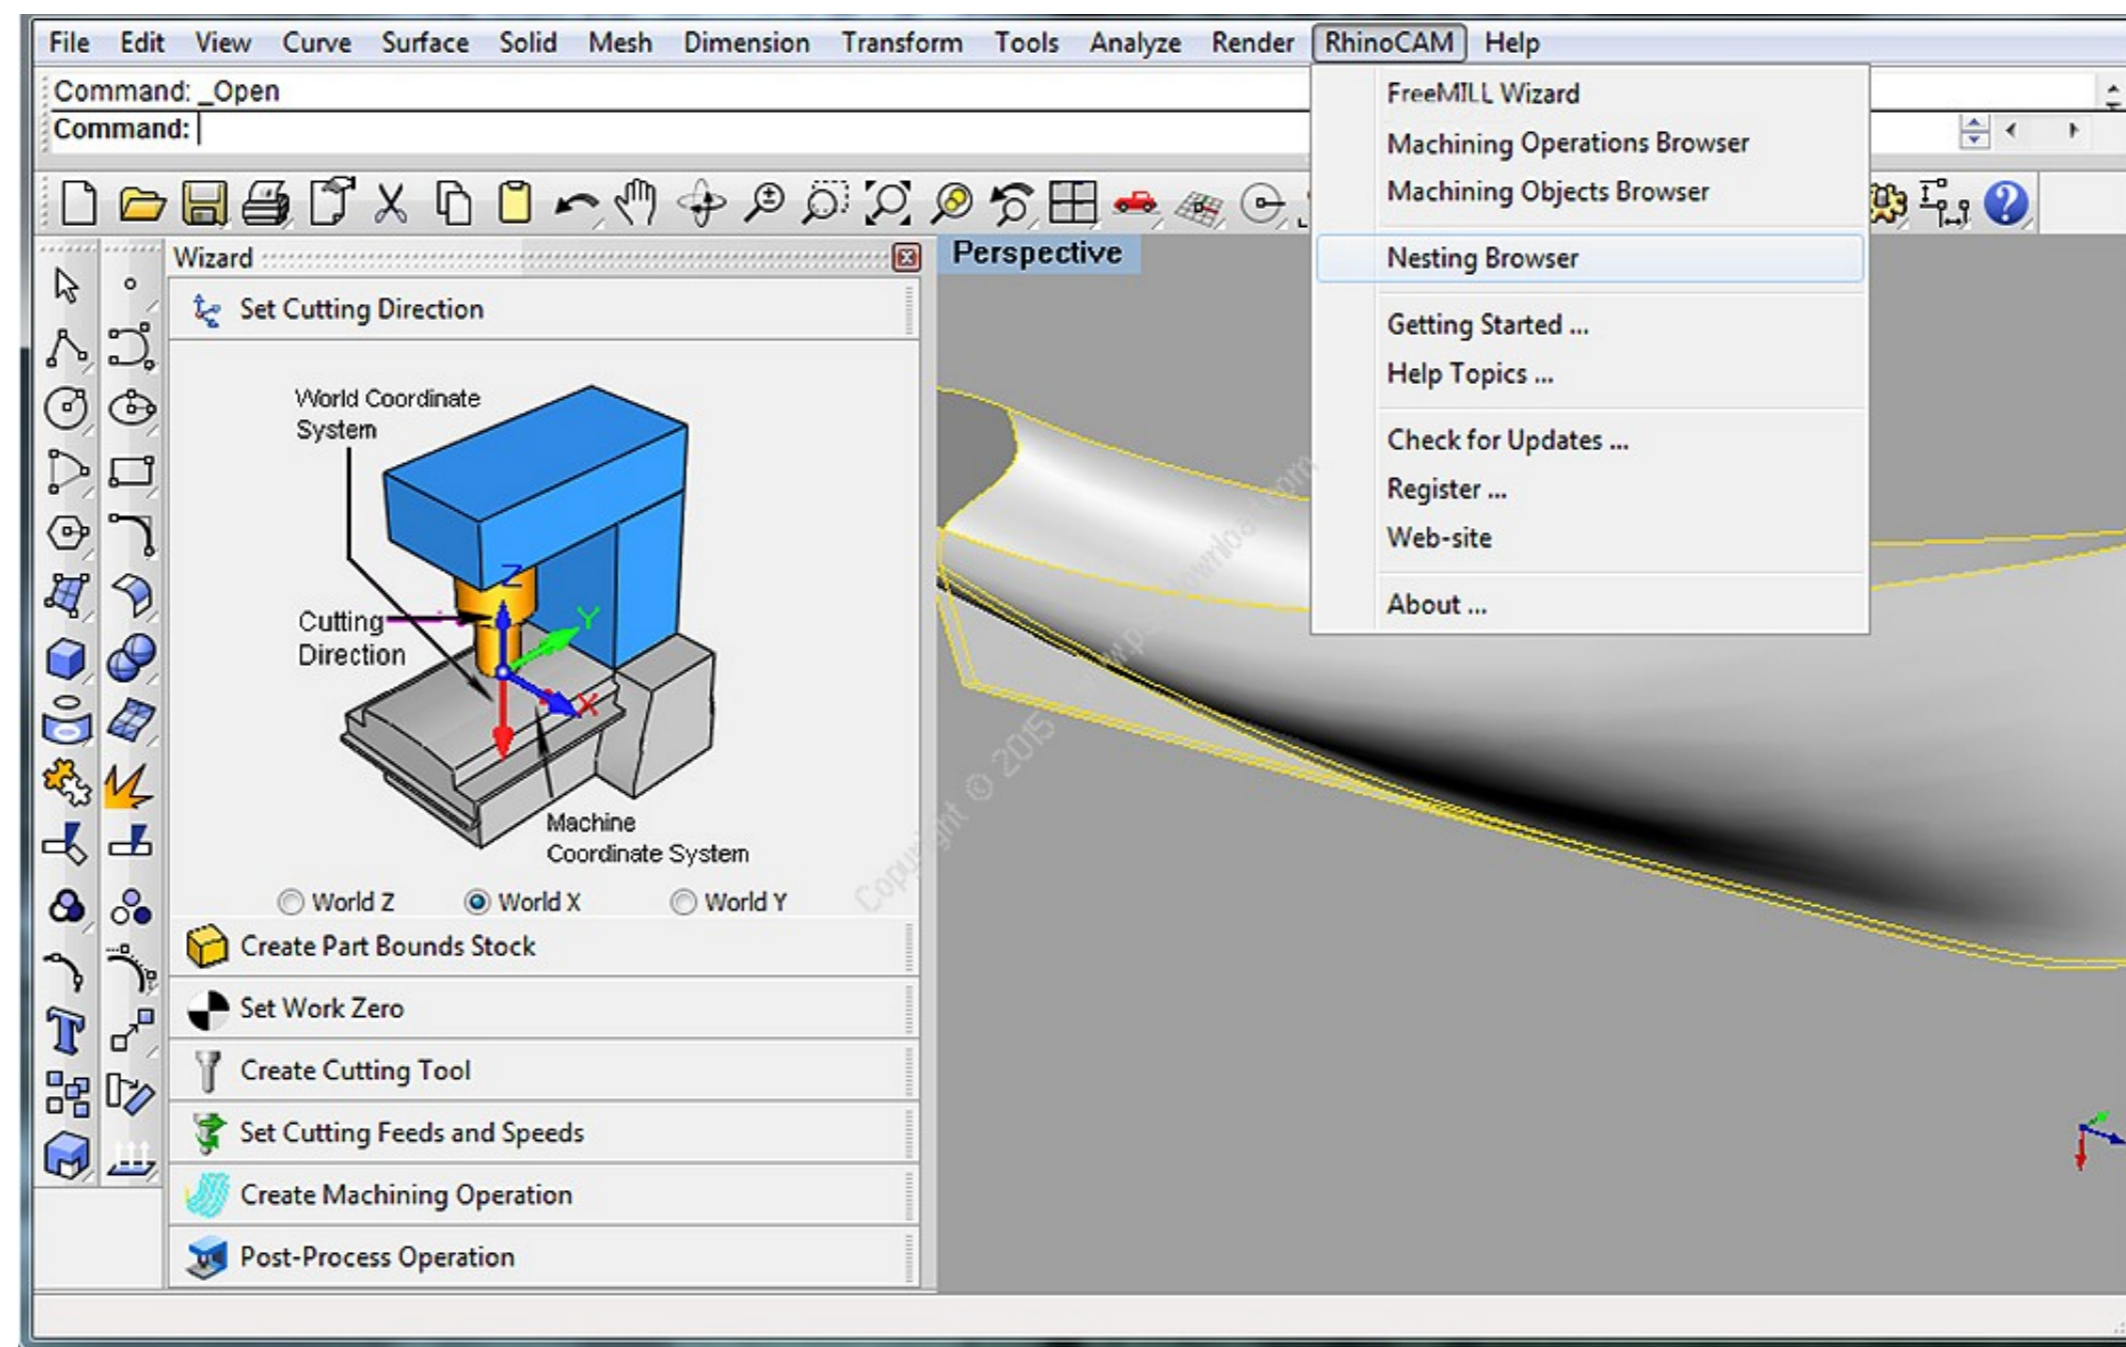 File Edit View Curve Surface Solid Mesh Dimension Transform Tools Analyze Render RhinoCAM Help
Command: _Open
Command:
FreeMILL Wizard
Machining Operations Browser
Machining Objects Browser
Nesting Browser
Getting Started ...
Help Topics ...
Check for Updates ...
Register ...
Web-site
About ...
Wizard
Perspective
Set Cutting Direction
World Coordinate
System
Z
Y
Cutting
Direction
X
Machine
Coordinate System
World Z World X World Y
Create Part Bounds Stock
Set Work Zero
Create Cutting Tool
Set Cutting Feeds and Speeds
Create Machining Operation
Post-Process Operation
Copyright © 2015